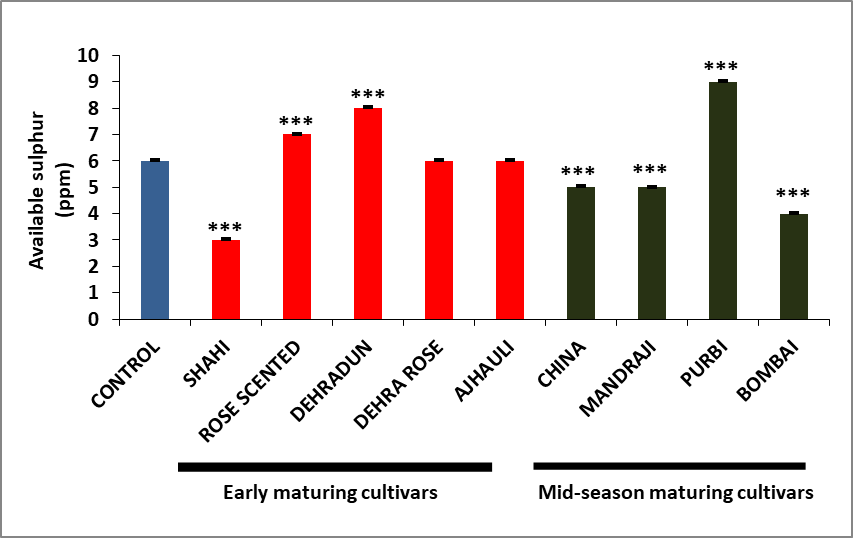 Available sulphur
(ppm)
10
9
8
7
6
5
4
3
2
1
0
***
***
***
***
***
***
***
CONTROL
SHAHI
ROSE SCENTED
DEHRADUN
DEHRA ROSE
AJHAULI
CHINA
MANDRAJI
PURBI
BOMBAI
Early maturing cultivars
Mid-season maturing cultivars